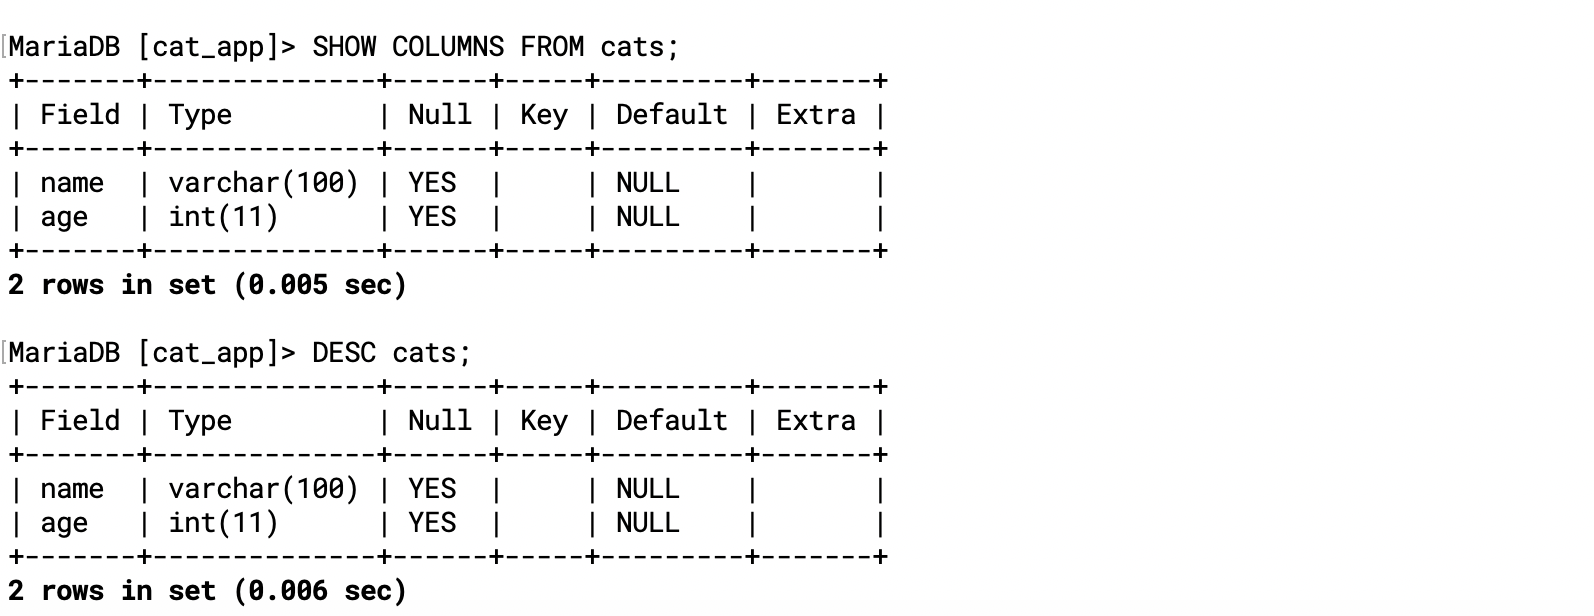 MariaDB [cat_app]> SHOW COLUMNS FROM cats;
+-------+--------------+------+-----+---------+-------+
| Field | Type         | Null | Key | Default | Extra |
+-------+--------------+------+-----+---------+-------+
| name  | varchar(100) | YES  |     | NULL    |       |
| age   | int(11)      | YES  |     | NULL    |       |
+-------+--------------+------+-----+---------+-------+
2 rows in set (0.005 sec)
MariaDB [cat_app]> DESC cats;
+-------+--------------+------+-----+---------+-------+
| Field | Type         | Null | Key | Default | Extra |
+-------+--------------+------+-----+---------+-------+
| name  | varchar(100) | YES  |     | NULL    |       |
| age   | int(11)      | YES  |     | NULL    |       |
+-------+--------------+------+-----+---------+-------+
2 rows in set (0.006 sec)